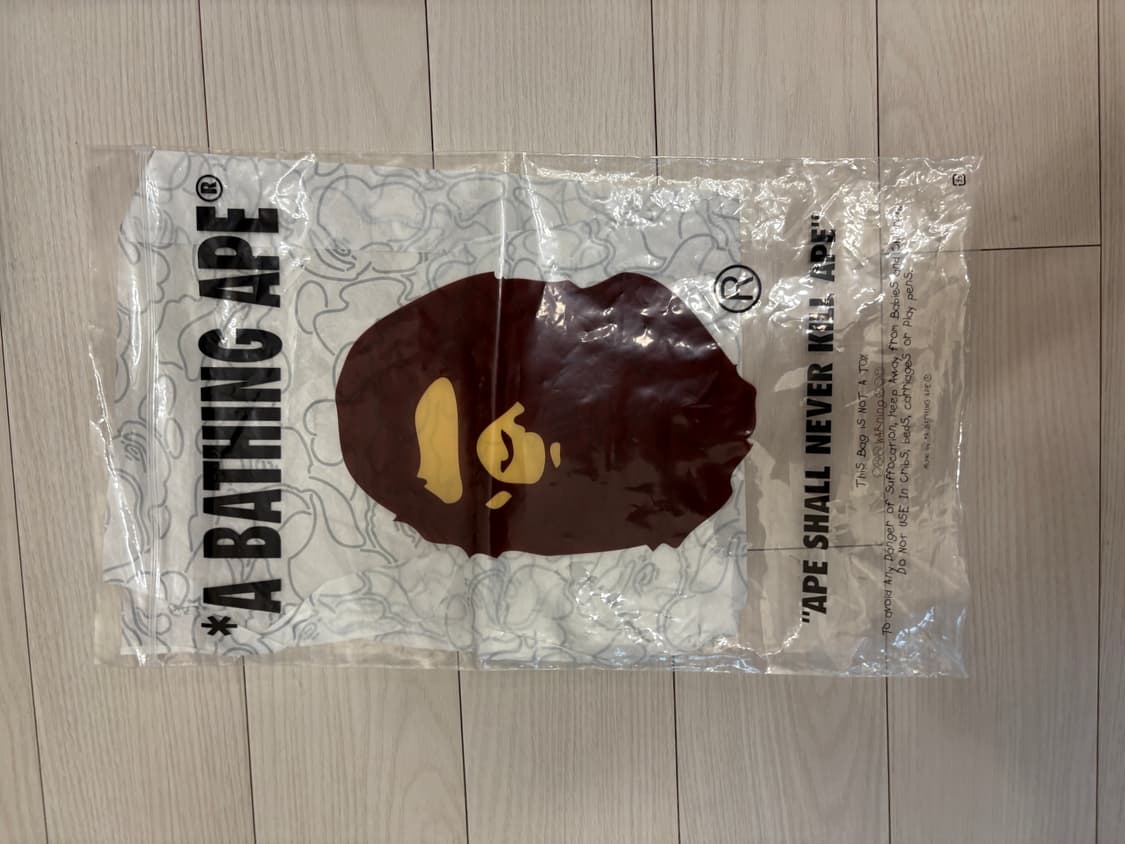 *A BATHING APE®
®
"APE SHALL NEVER KILL APE"
THIS Bag IS NOT A TOY
WARNING
To avoid Any Danger of Suffocation, Keep Away from Babies and
Do NOT USE In Cribs, beds, carriages or Play pens.